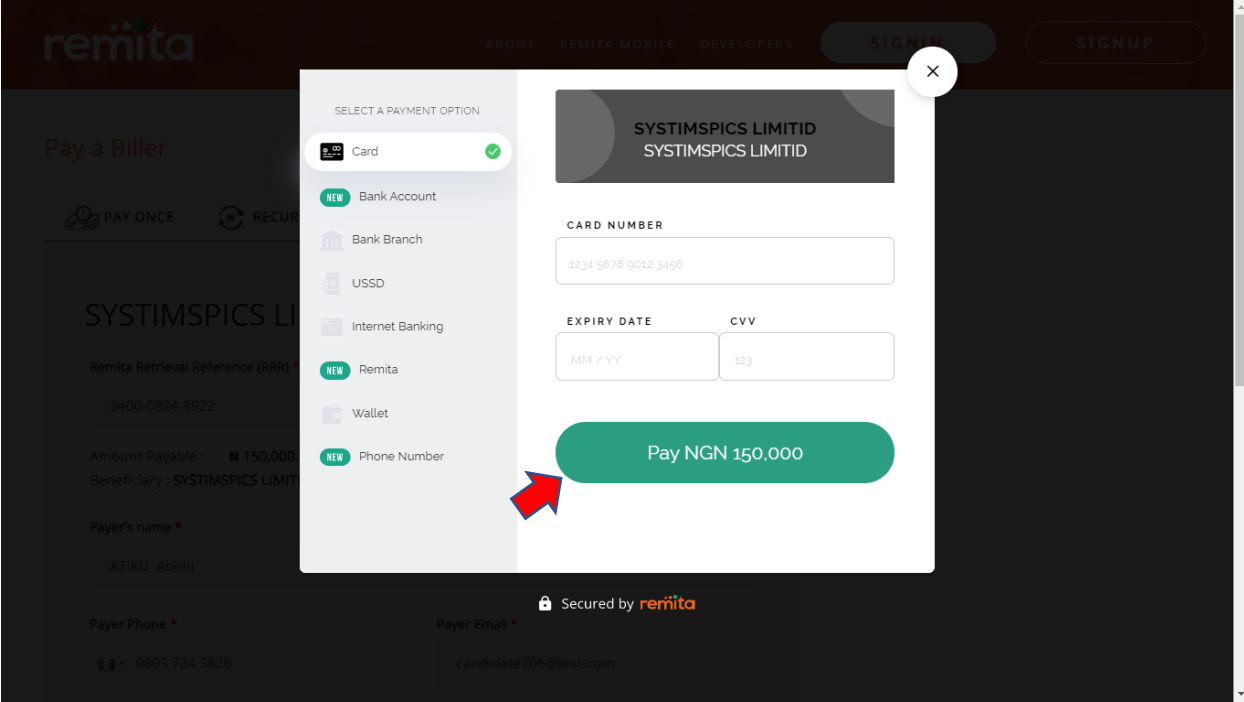 remita
ABOUT REMITA MOBILE DEVELOPERS SIGNIN SIGNUP
Pay a Biller
PAY ONCE RECUR
SYSTIMSPICS LI
Remita Retrieval Reference (RRR) *
3400-0824-8922
Amount Payable : ₦ 150,000,
Beneficiary : SYSTIMSPICS LIMIT
Payer's name *
ATIKU Abidu
Payer Phone *
0803 724 3820
Payer Email *
candidate206@test.com
SELECT A PAYMENT OPTION
Card
NEW Bank Account
Bank Branch
USSD
Internet Banking
NEW Remita
Wallet
NEW Phone Number
SYSTIMSPICS LIMITID
SYSTIMSPICS LIMITID
CARD NUMBER
1234 5678 9012 3456
EXPIRY DATE CVV
MM / YY 123
Pay NGN 150,000
Secured by remita